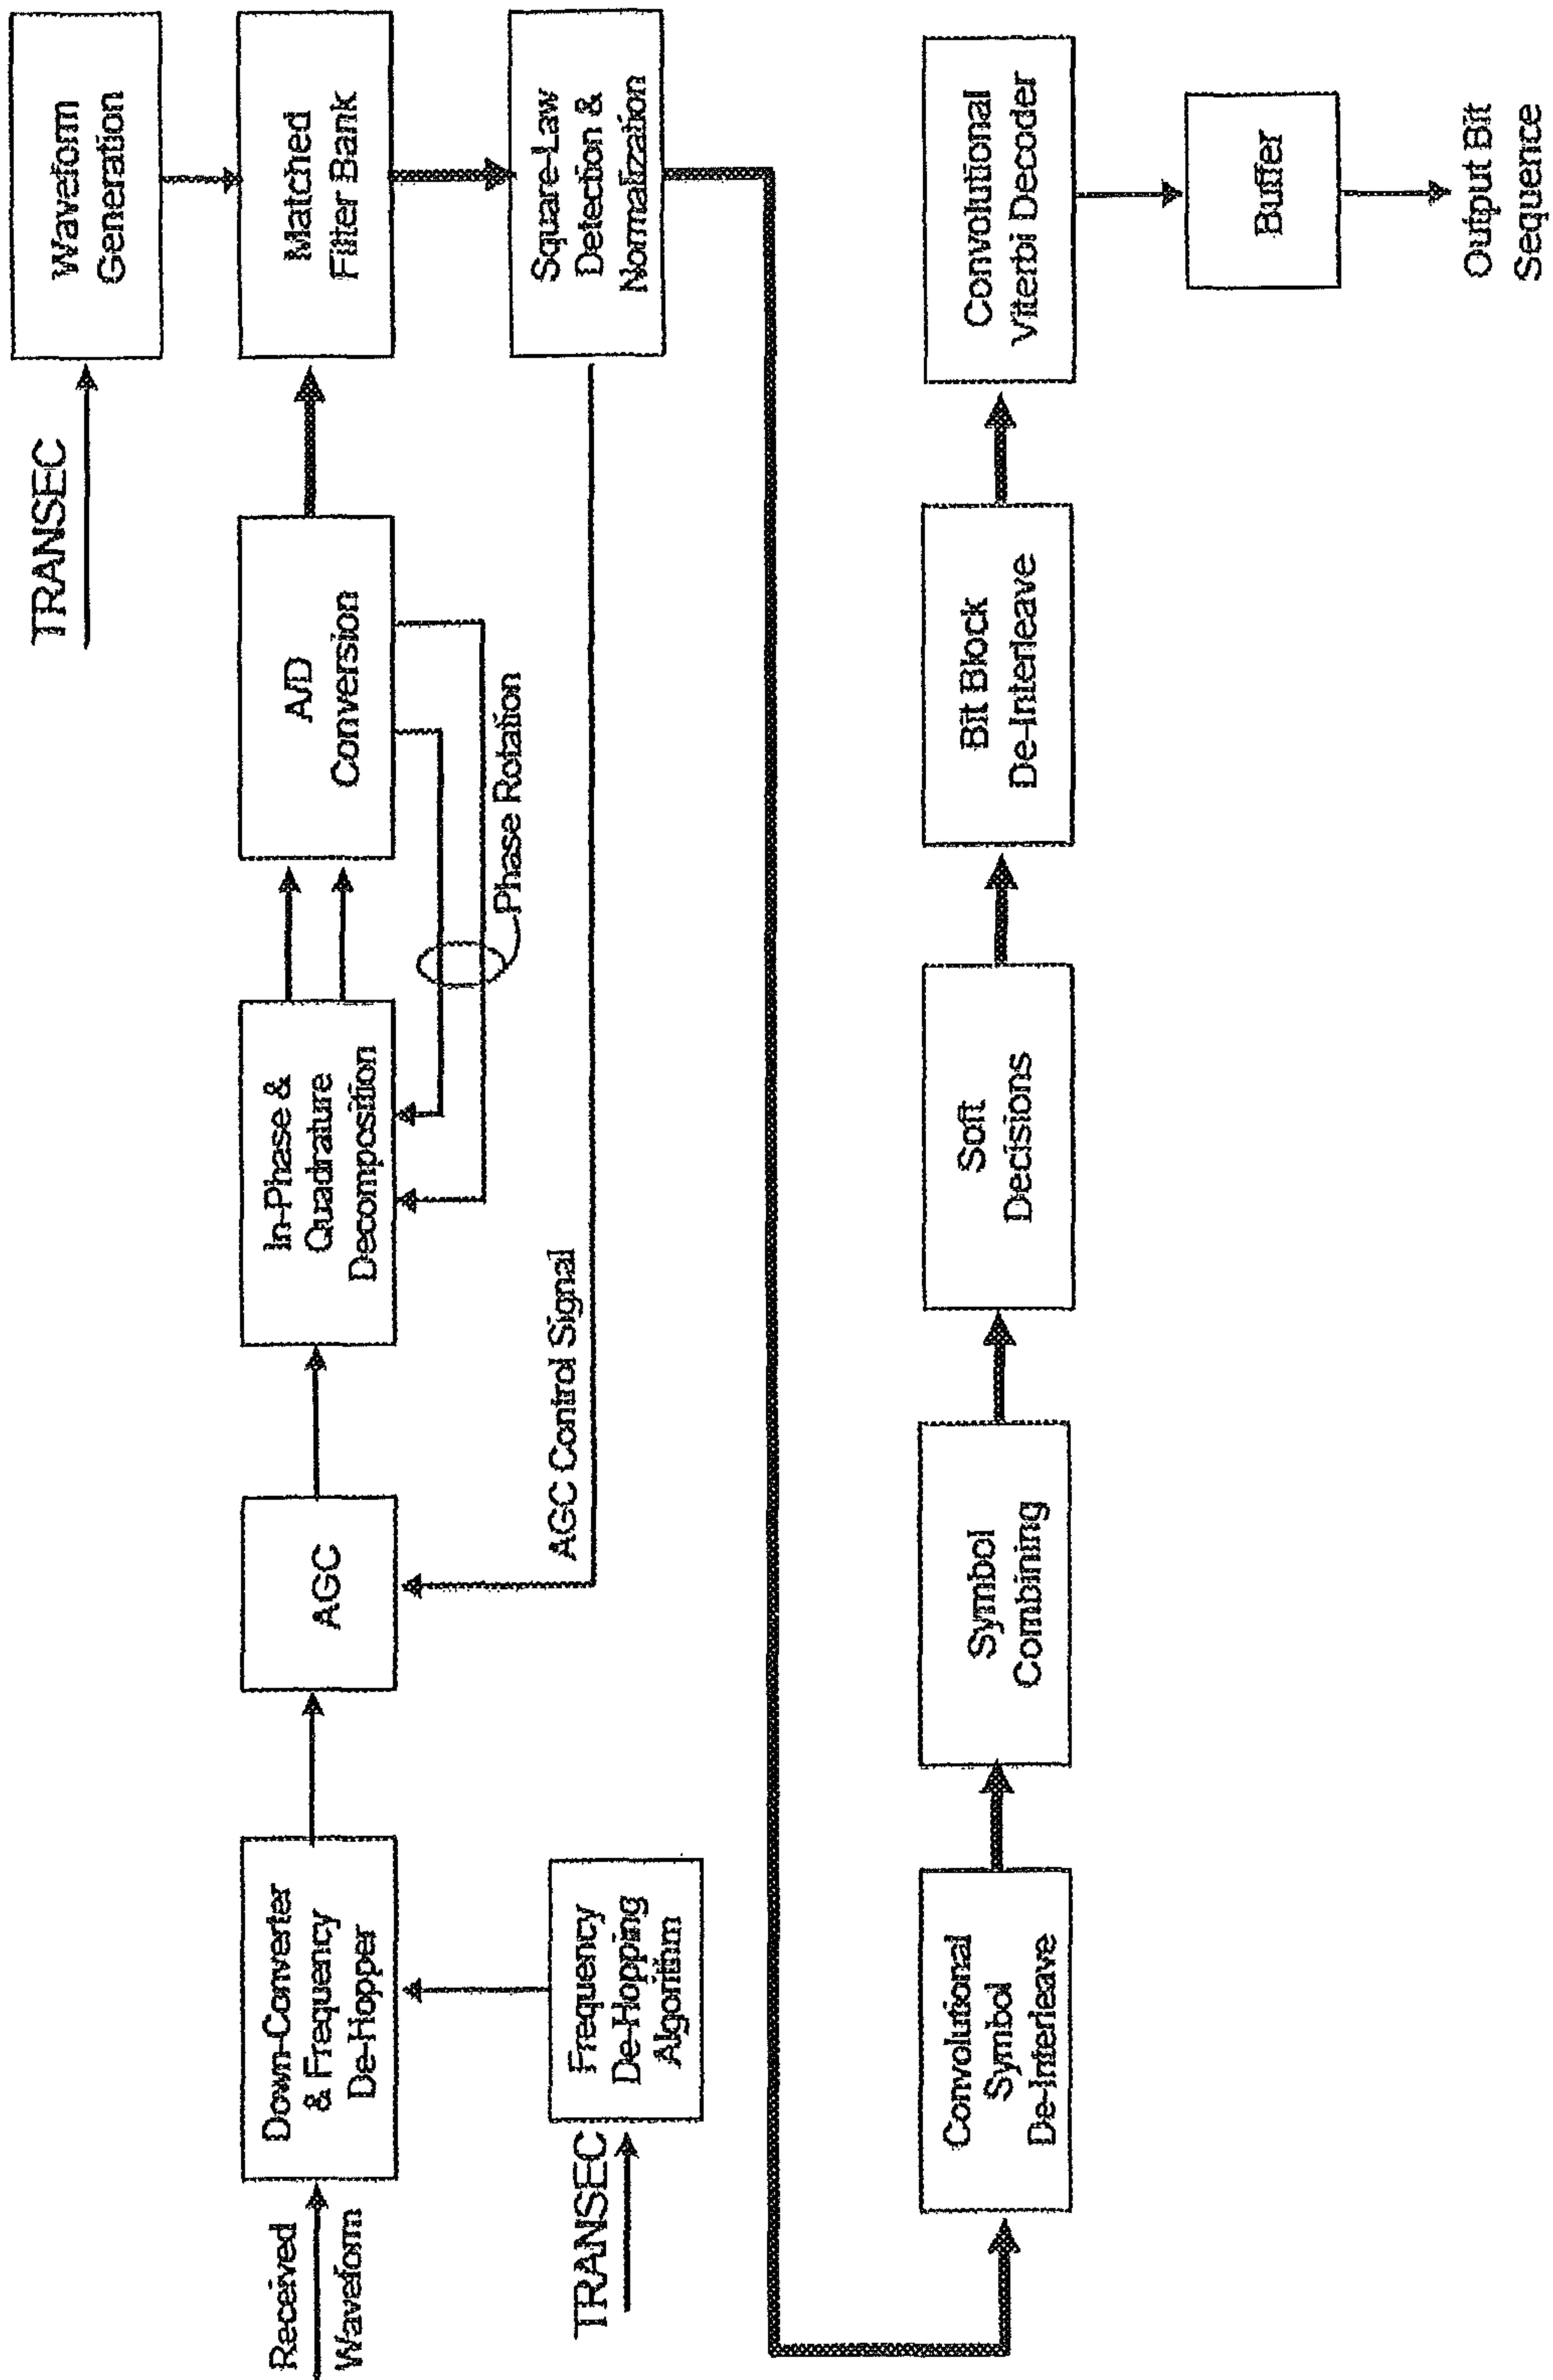 TRANSEC
Waveform
Generation
Received
Waveform
Down-Converter
& Frequency
De-Hopper
AGC
In-Phase &
Quadrature
Decomposition
A/D
Conversion
Matched
Filter Bank
Phase Rotation
TRANSEC
Frequency
De-Hopping
Algorithm
AGC Control Signal
Square-Law
Detection &
Normalization
Convolutional
Symbol
De-Interleave
Symbol
Combining
Soft
Decisions
Bit Block
De-Interleave
Convolutional
Viterbi Decoder
Buffer
Output Bit
Sequence